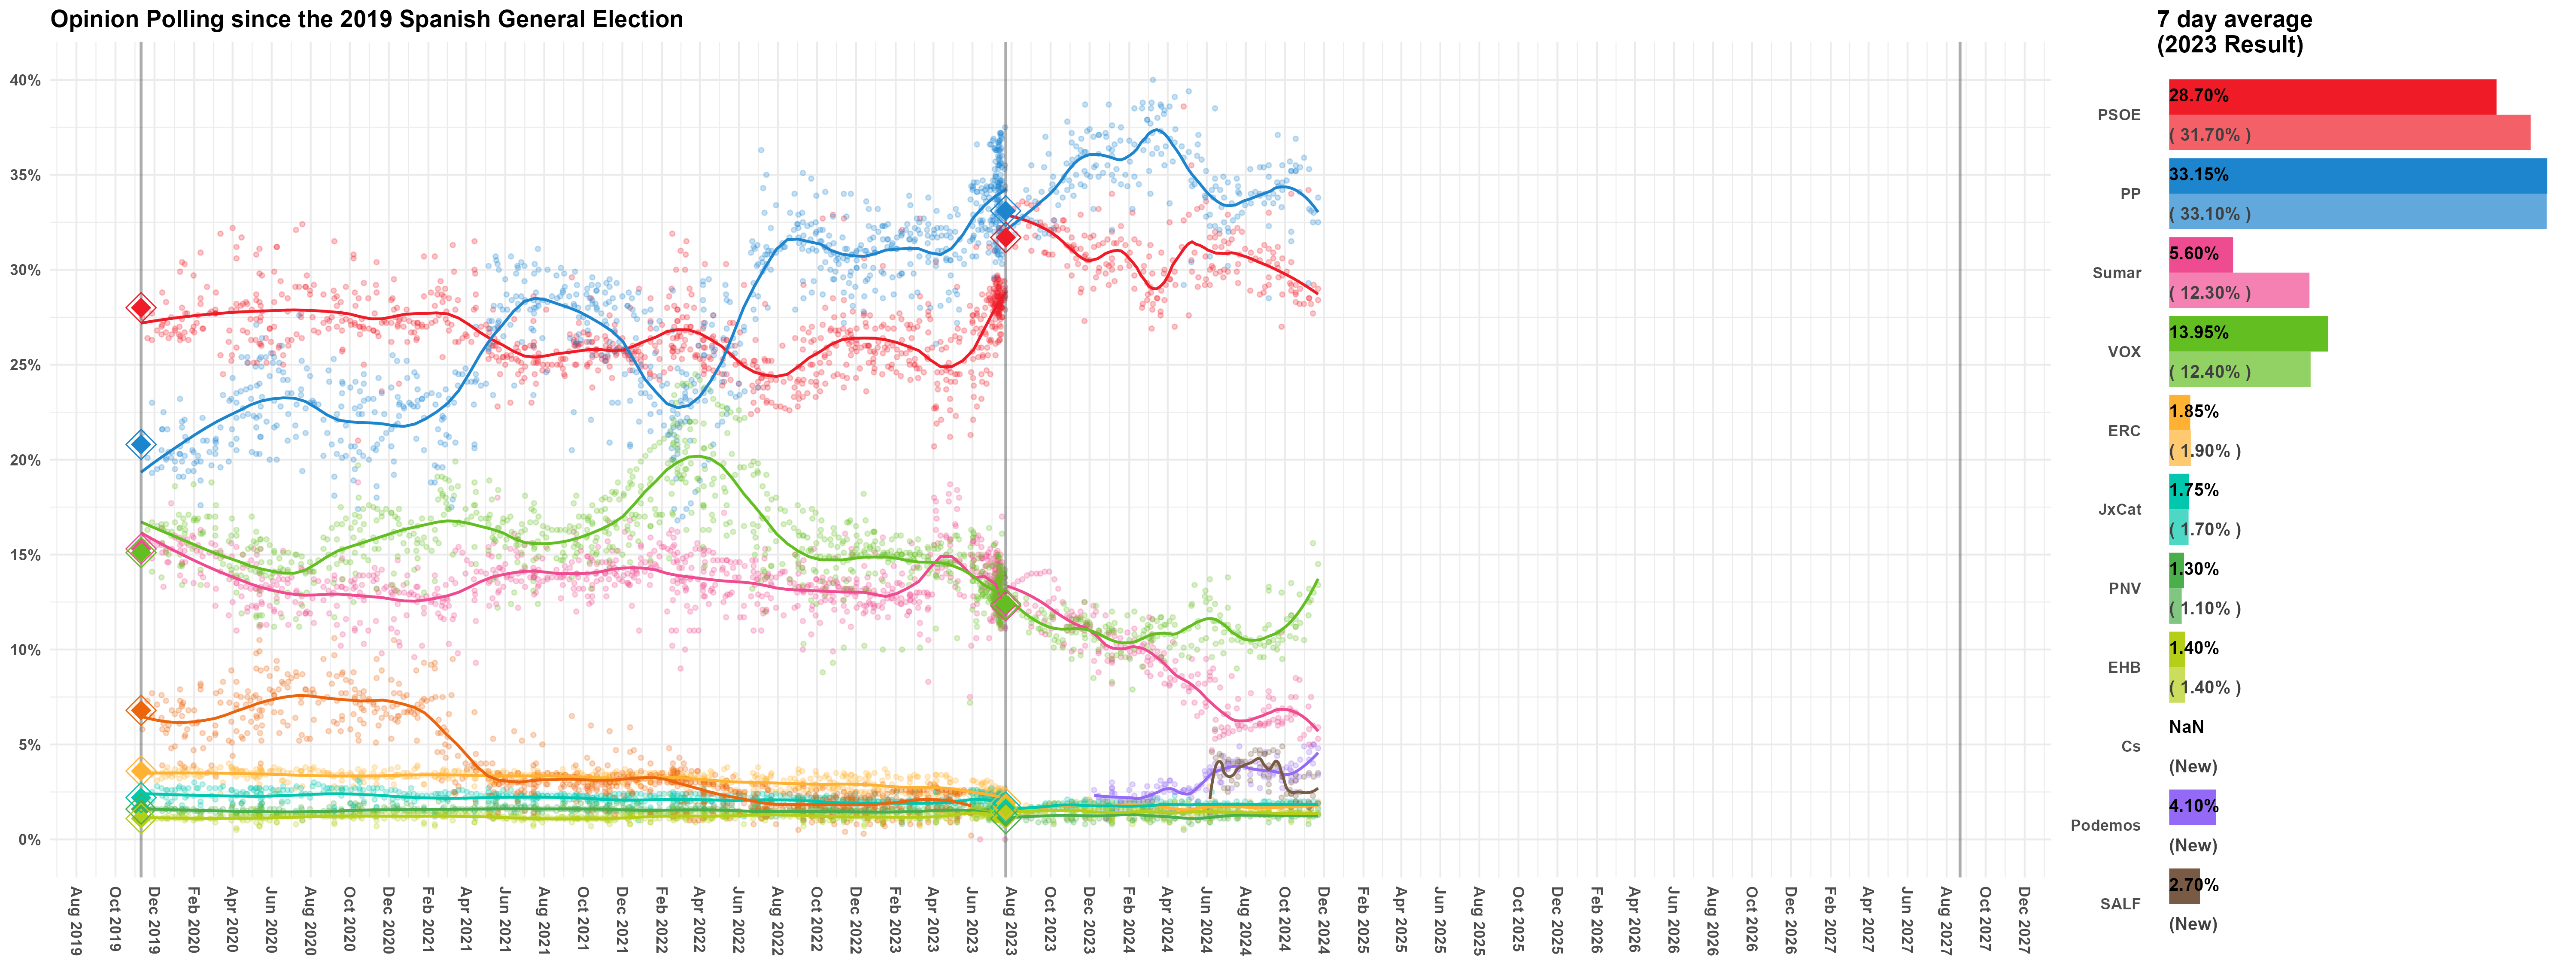 Opinion Polling since the 2019 Spanish General Election
40%
35%
30%
25%
20%
15%
10%
5%
0%
Aug 2019
Oct 2019
Dec 2019
Feb 2020
Apr 2020
Jun 2020
Aug 2020
Oct 2020
Dec 2020
Feb 2021
Apr 2021
Jun 2021
Aug 2021
Oct 2021
Dec 2021
Feb 2022
Apr 2022
Jun 2022
Aug 2022
Oct 2022
Dec 2022
Feb 2023
Apr 2023
Jun 2023
Aug 2023
Oct 2023
Dec 2023
Feb 2024
Apr 2024
Jun 2024
Aug 2024
Oct 2024
Dec 2024
Feb 2025
Apr 2025
Jun 2025
Aug 2025
Oct 2025
Dec 2025
Feb 2026
Apr 2026
Jun 2026
Aug 2026
Oct 2026
Dec 2026
Feb 2027
Apr 2027
Jun 2027
Aug 2027
Oct 2027
Dec 2027
7 day average
(2023 Result)
PSOE
28.70%
( 31.70% )
PP
33.15%
( 33.10% )
Sumar
5.60%
( 12.30% )
VOX
13.95%
( 12.40% )
ERC
1.85%
( 1.90% )
JxCat
1.75%
( 1.70% )
PNV
1.30%
( 1.10% )
EHB
1.40%
( 1.40% )
Cs
NaN
(New)
Podemos
4.10%
(New)
SALF
2.70%
(New)